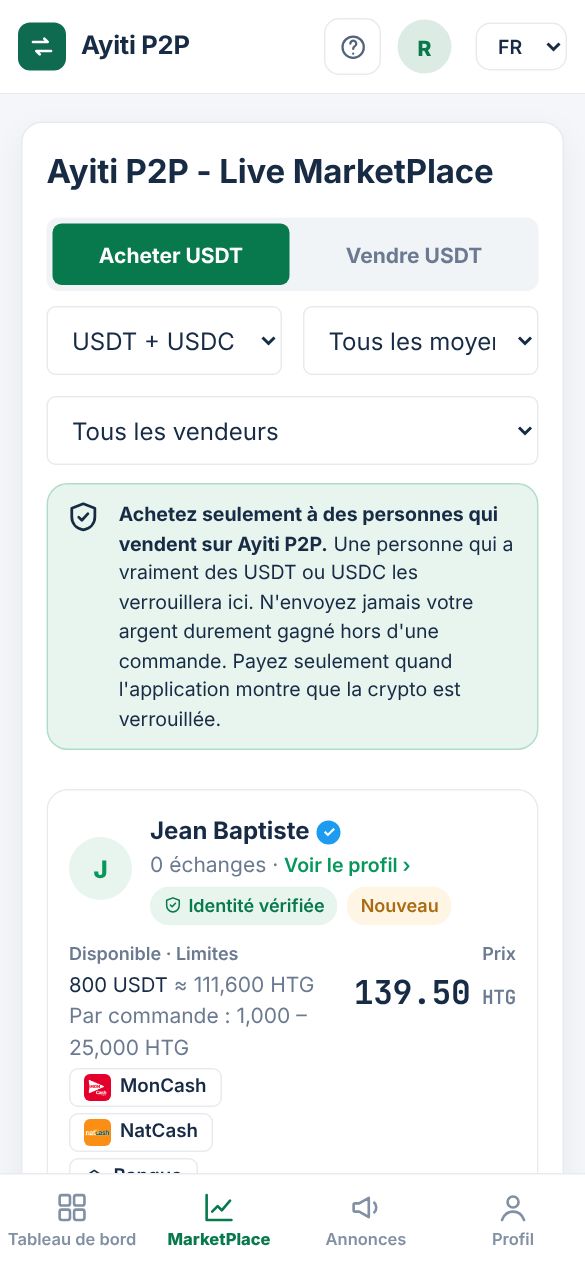 Ayiti P2P
R
FR
Ayiti P2P - Live MarketPlace
Acheter USDT
Vendre USDT
USDT + USDC
Tous les moyen
Tous les vendeurs
Achetez seulement à des personnes qui
vendent sur Ayiti P2P. Une personne qui a
vraiment des USDT ou USDC les
verrouillera ici. N'envoyez jamais votre
argent durement gagné hors d'une
commande. Payez seulement quand
l'application montre que la crypto est
verrouillée.
J
Jean Baptiste
0 échanges · Voir le profil ›
Identité vérifiée
Nouveau
Disponible · Limites
Prix
800 USDT ≈ 111,600 HTG
139.50 HTG
Par commande : 1,000 –
25,000 HTG
MonCash
NatCash
Banque
Tableau de bord
MarketPlace
Annonces
Profil